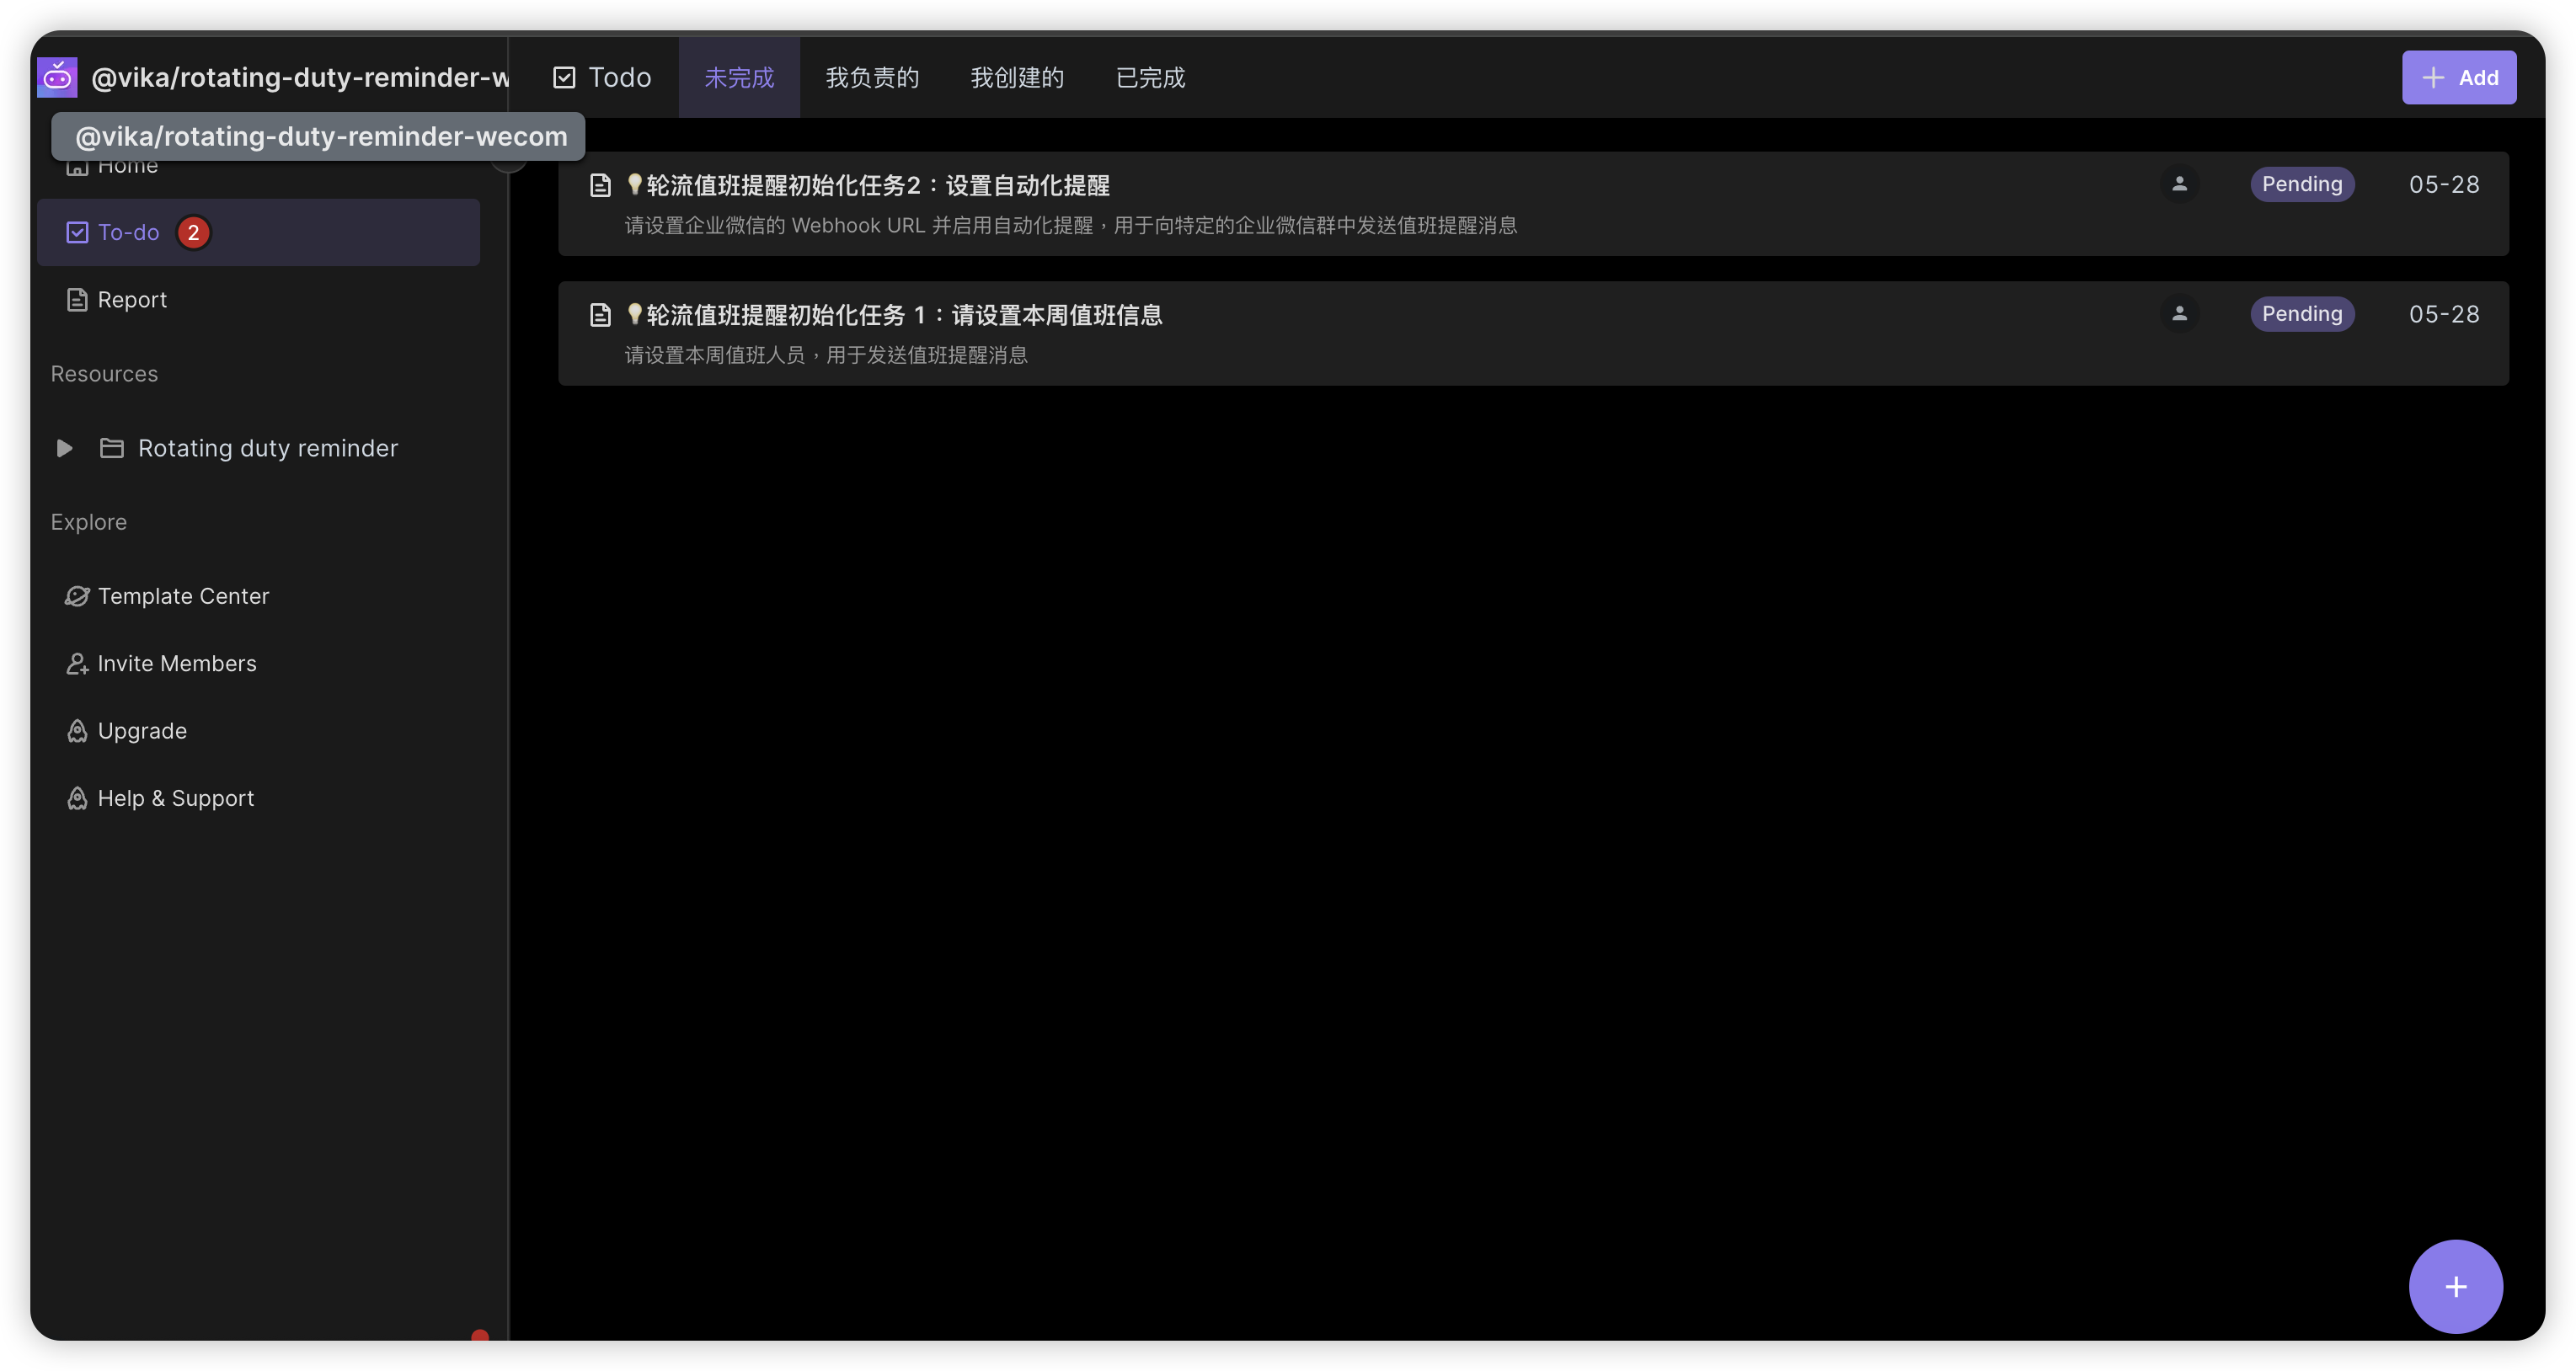 @vika/rotating-duty-reminder-w
@vika/rotating-duty-reminder-wecom
Home
To-do 2
Report
Resources
Rotating duty reminder
Explore
Template Center
Invite Members
Upgrade
Help & Support
Todo 未完成 我负责的 我创建的 已完成 Add
轮流值班提醒初始化任务2：设置自动化提醒 Pending 05-28
请设置企业微信的 Webhook URL 并启用自动化提醒，用于向特定的企业微信群中发送值班提醒消息
轮流值班提醒初始化任务 1：请设置本周值班信息 Pending 05-28
请设置本周值班人员，用于发送值班提醒消息